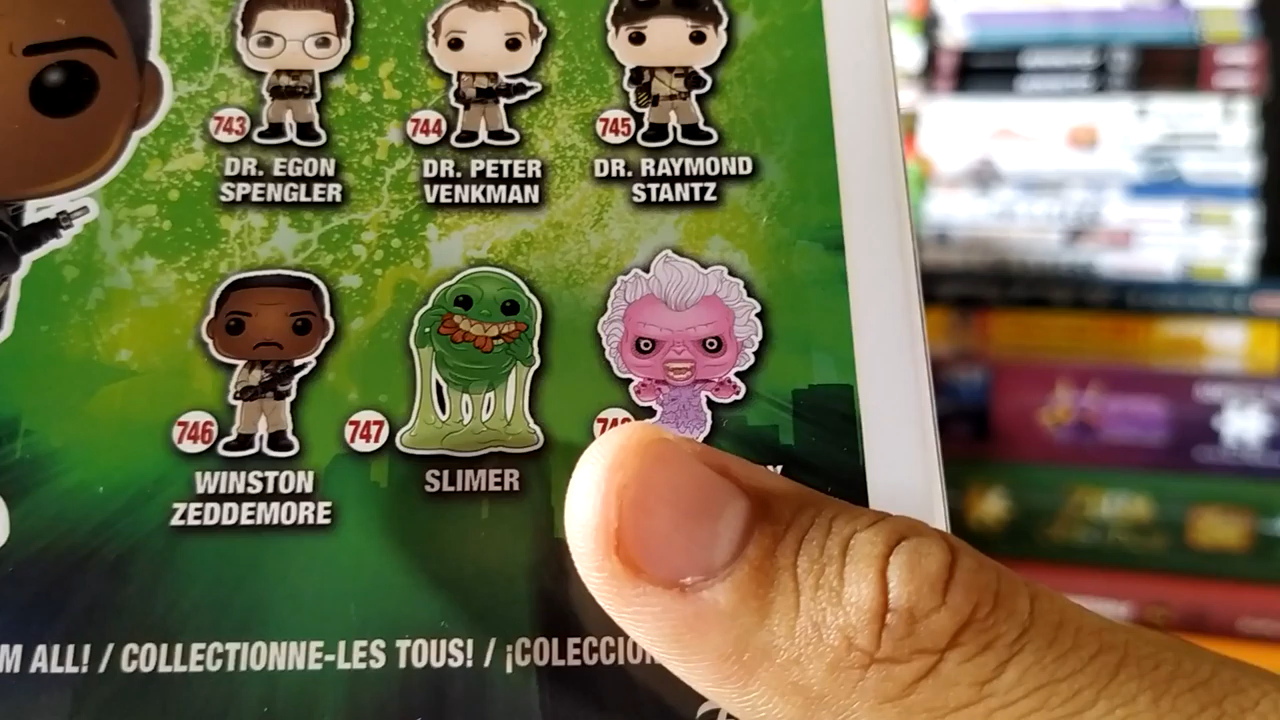 743
DR. EGON
SPENGLER
744
DR. PETER
VENKMAN
745
DR. RAYMOND
STANTZ
746
WINSTON
ZEDDEMORE
747
SLIMER
M ALL! / COLLECTIONNE-LES TOUS! / ¡COLECCION